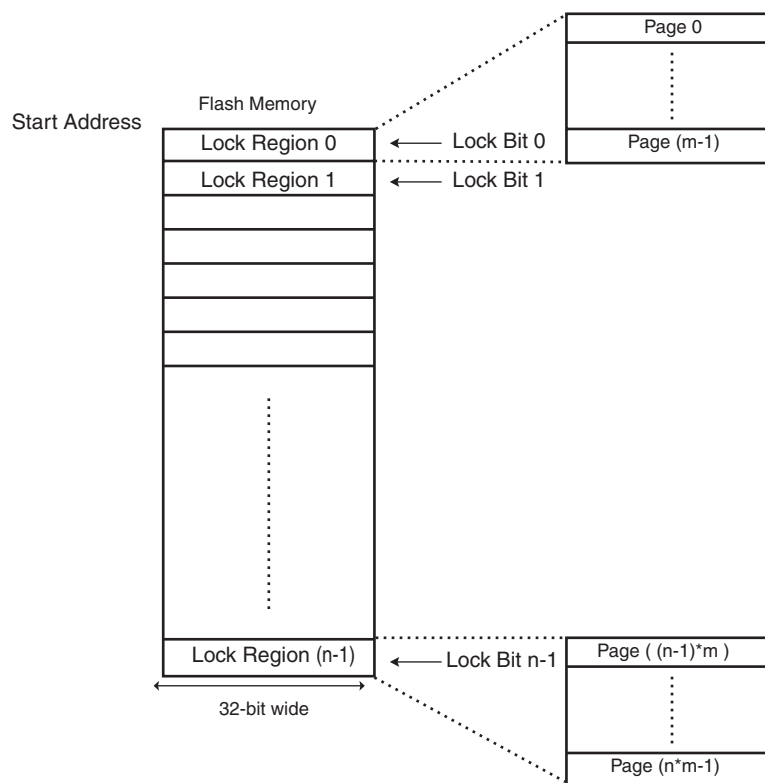 Page 0
Flash Memory
Start Address
Lock Region 0
Lock Bit 0
Page (m-1)
Lock Region 1
Lock Bit 1
Page ( (n-1)*m )
Lock Region (n-1)
Lock Bit n-1
32-bit wide
Page (n*m-1)